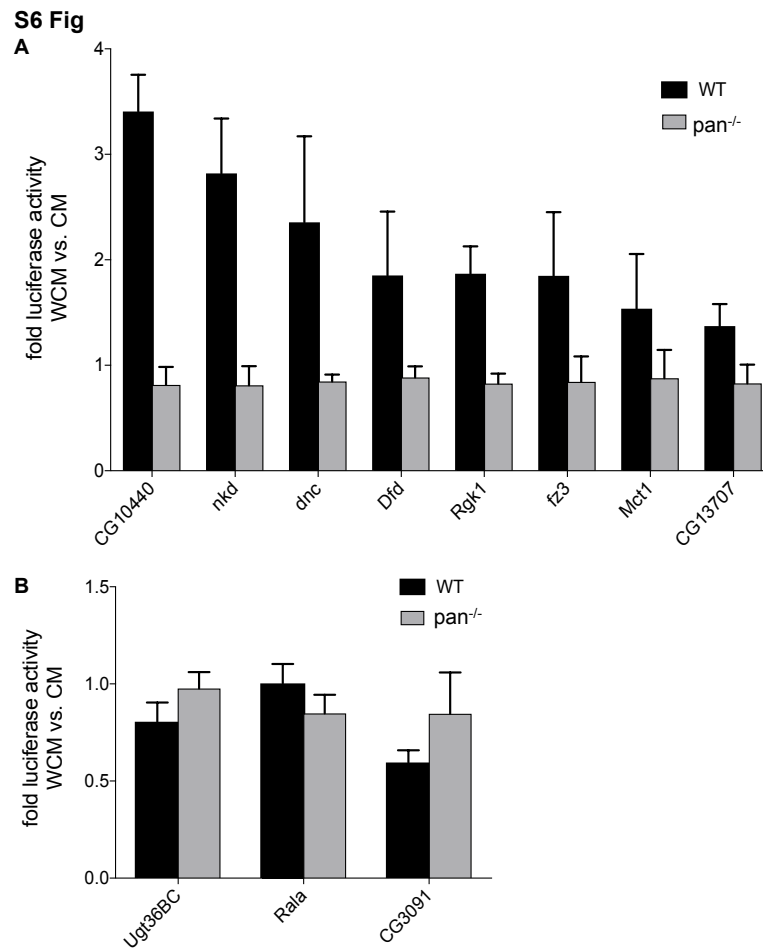 S6 Fig
A
fold luciferase activity
WCM vs. CM
4
3
2
1
0
WT
pan-/-
CG10440
nkd
dnc
Dfd
Rgk1
fz3
Mct1
CG13707
B
fold luciferase activity
WCM vs. CM
1.5
1.0
0.5
0.0
WT
pan-/-
Ugt36BC
Rala
CG3091